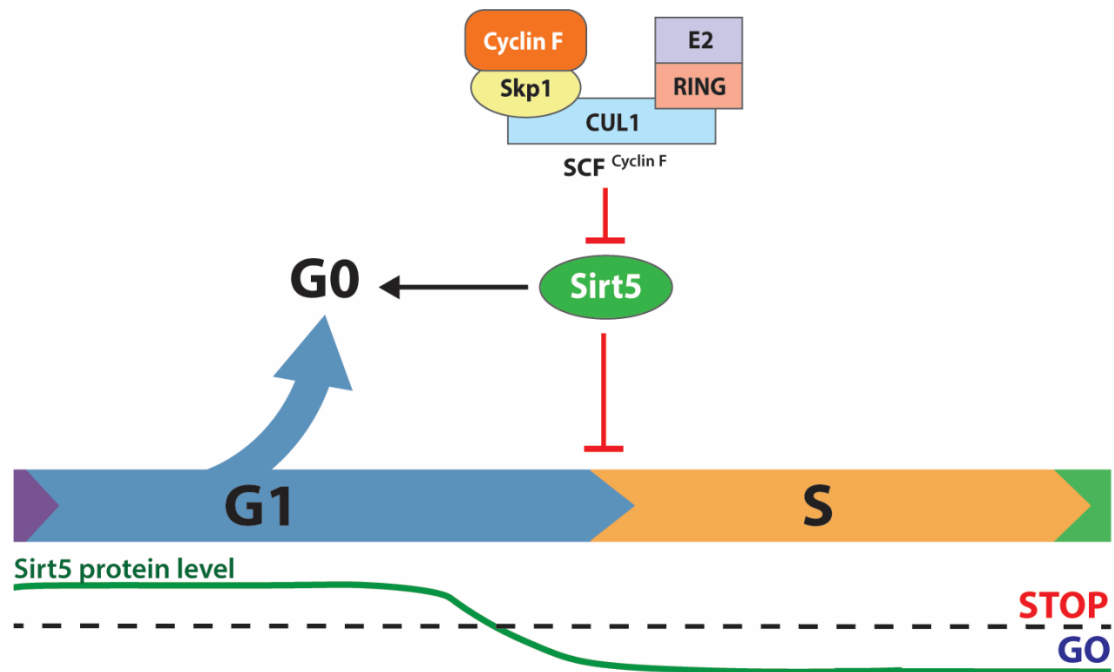 Cyclin F
E2
Skp1
RING
CUL1
SCF Cyclin F
G0
Sirt5
G1
S
Sirt5 protein level
STOP
GO